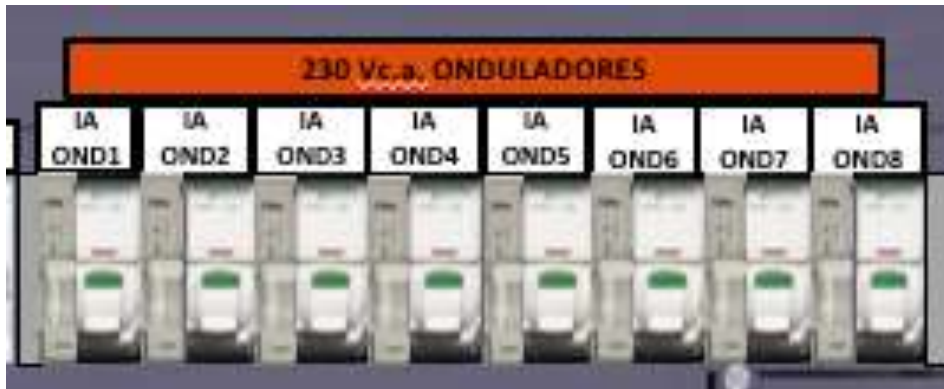 230 Vc.a. ONDULADORES
IA OND1
IA OND2
IA OND3
IA OND4
IA OND5
IA OND6
IA OND7
IA OND8